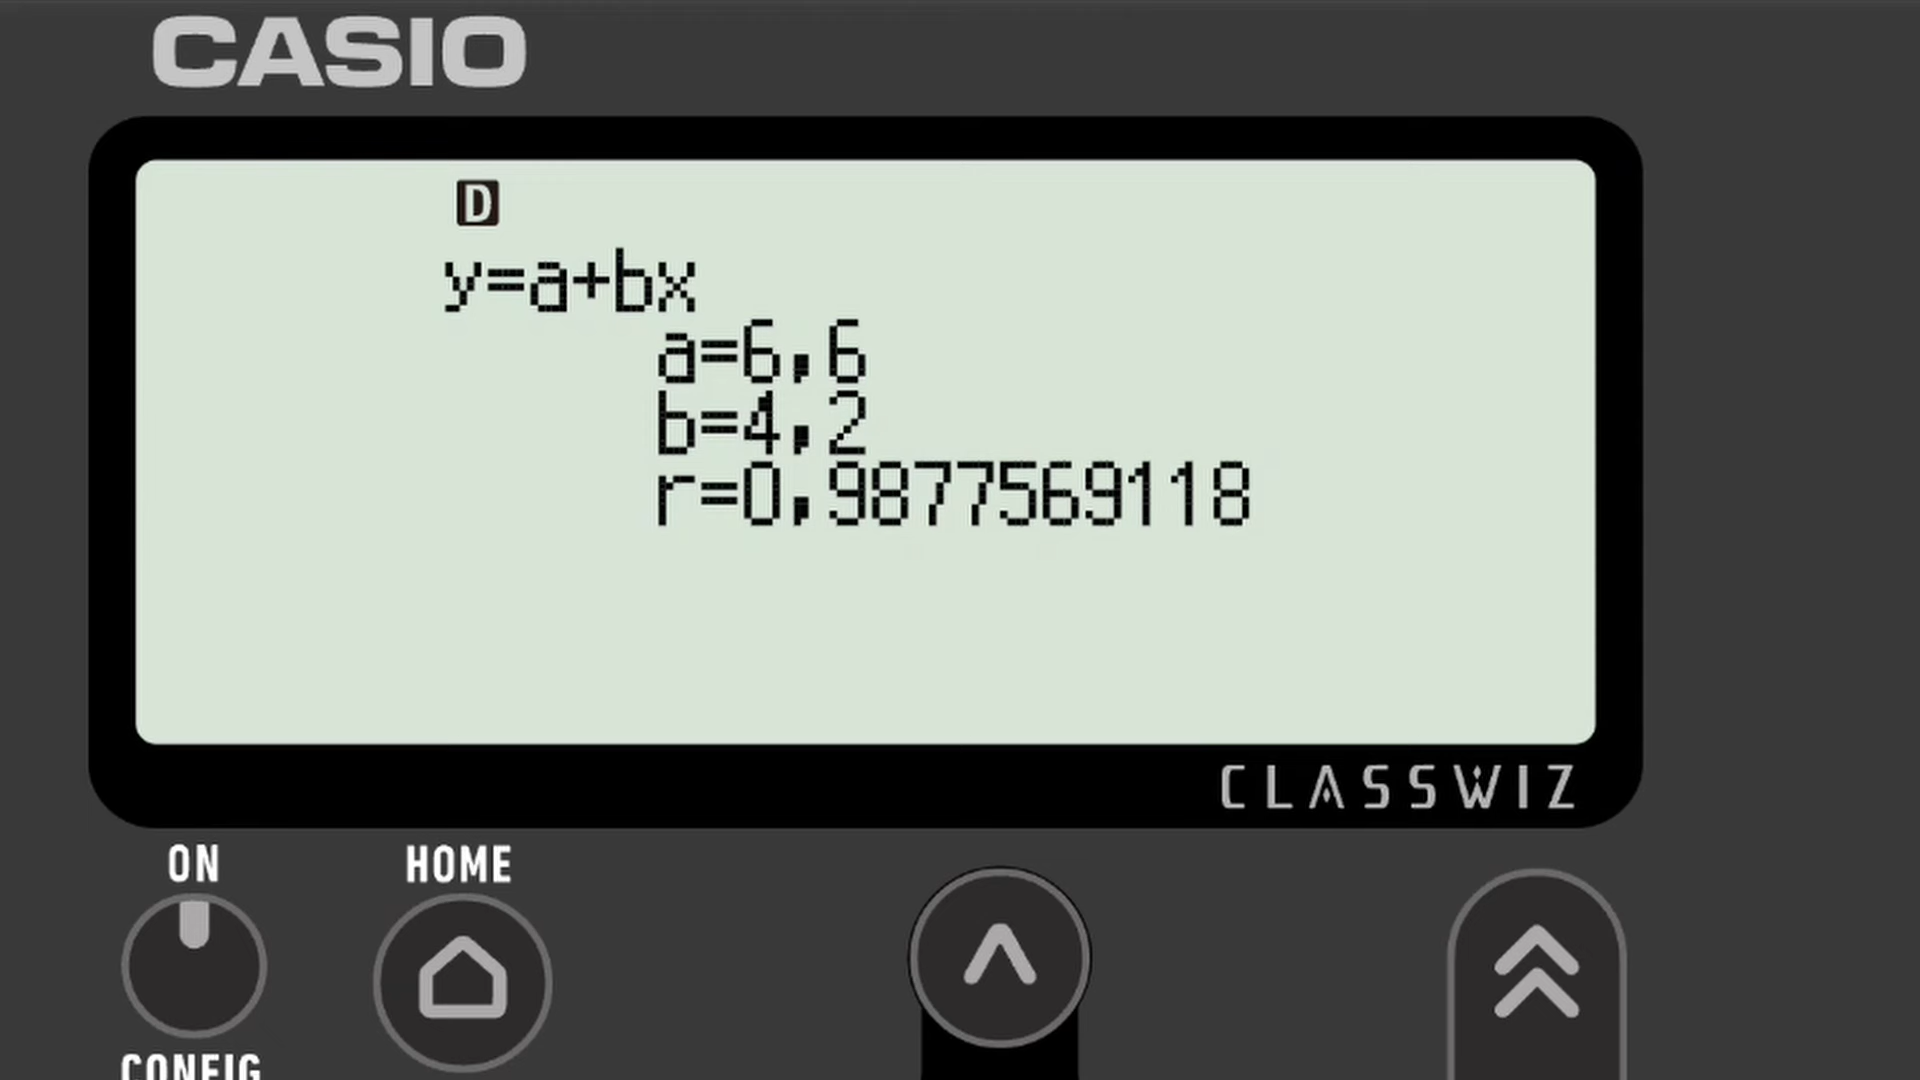 CASIO
D
y=a+bx
a=6,6
b=4,2
r=0,9877569118
CLASSWIZ
ON
HOME
CONFIG